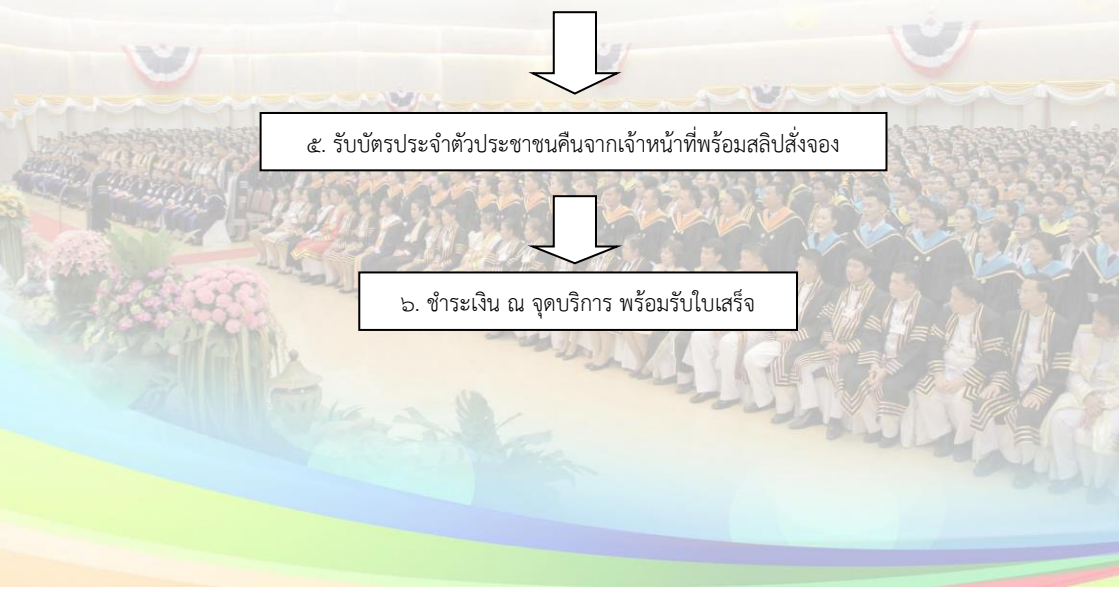 ๕. รับบัตรประจำตัวประชาชนคืนจากเจ้าหน้าที่พร้อมสลิปสั่งจอง
๖. ชำระเงิน ณ จุดบริการ พร้อมรับใบเสร็จ